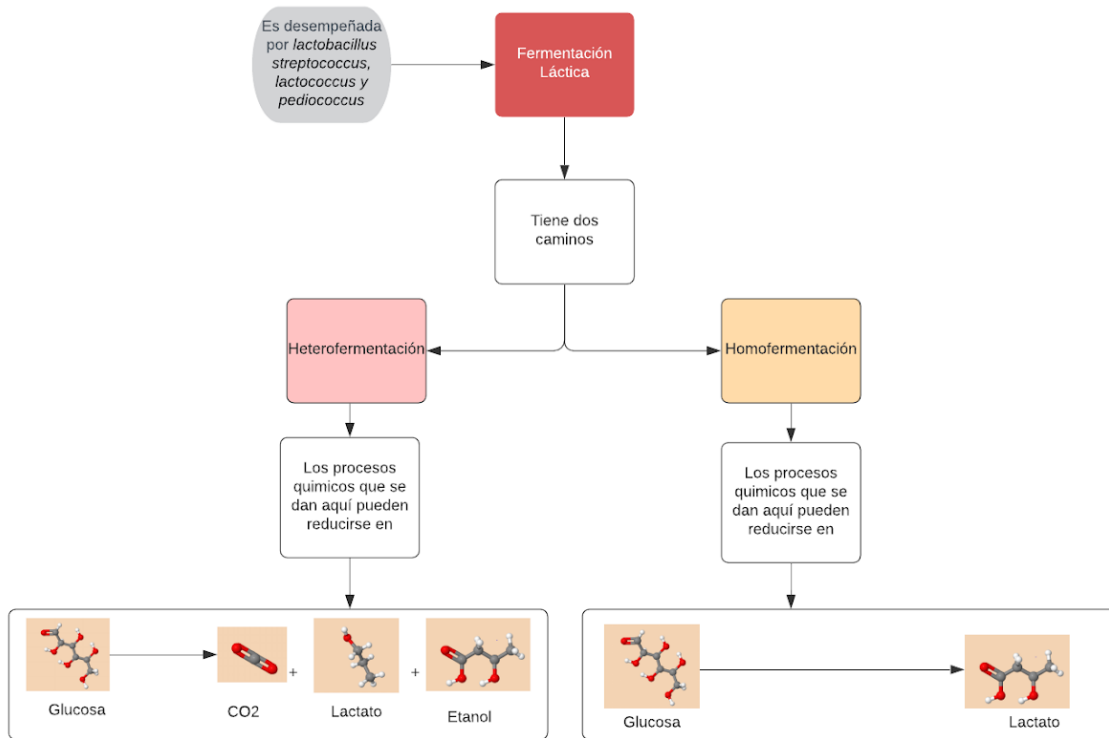 Es desempeñada
por lactobacillus
streptococcus,
lactococcus y
pediococcus
Fermentación
Láctica
Tiene dos
caminos
Heterofermentación
Homofermentación
Los procesos
quimicos que se
dan aquí pueden
reducirse en
Los procesos
quimicos que se
dan aquí pueden
reducirse en
Glucosa
CO2
+
Lactato
+
Etanol
Glucosa
Lactato